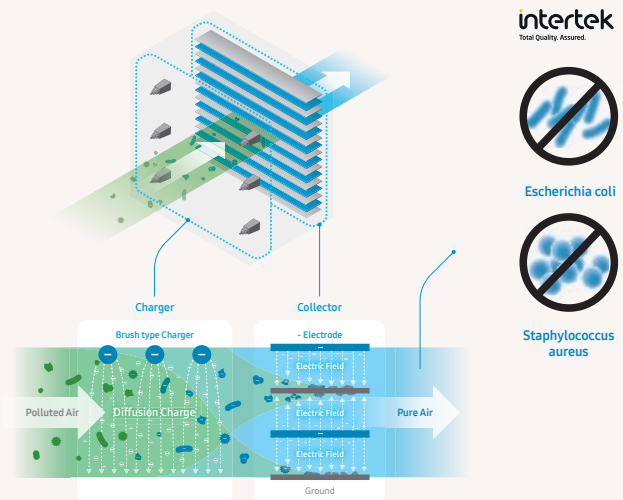 intertek
Total Quality. Assured.
Escherichia coli
Staphylococcus
aureus
Charger
Collector
Brush type Charger
- Electrode
Electric Field
Polluted Air
Diffusion Charge
Electric Field
Pure Air
Electric Field
Ground